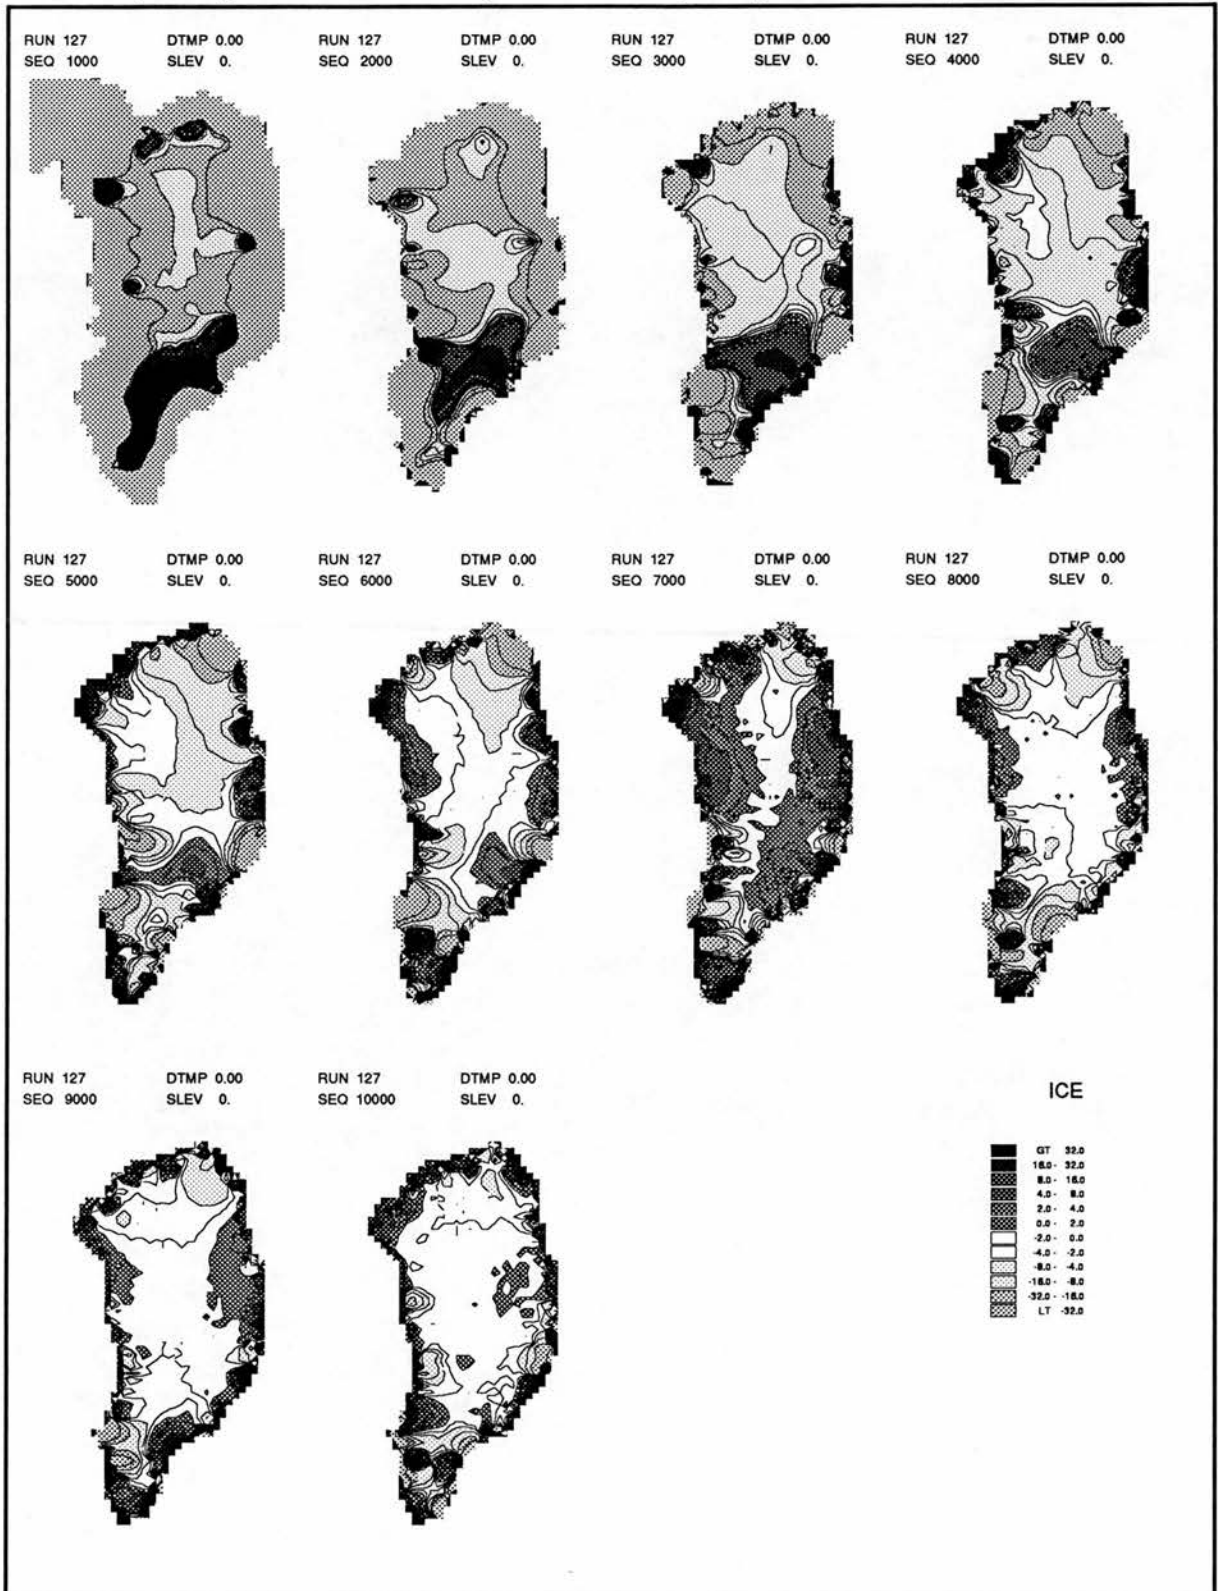 RUN 127 DTMP 0.00 RUN 127 DTMP 0.00 RUN 127 DTMP 0.00 RUN 127 DTMP 0.00
SEQ 1000 SLEV 0. SEQ 2000 SLEV 0. SEQ 3000 SLEV 0. SEQ 4000 SLEV 0.
RUN 127 DTMP 0.00 RUN 127 DTMP 0.00 RUN 127 DTMP 0.00 RUN 127 DTMP 0.00
SEQ 5000 SLEV 0. SEQ 6000 SLEV 0. SEQ 7000 SLEV 0. SEQ 8000 SLEV 0.
RUN 127 DTMP 0.00 RUN 127 DTMP 0.00
SEQ 9000 SLEV 0. SEQ 10000 SLEV 0.
ICE
GT 32.0
16.0 - 32.0
8.0 - 16.0
4.0 - 8.0
2.0 - 4.0
0.0 - 2.0
-2.0 - 0.0
-4.0 - -2.0
-8.0 - -4.0
-16.0 - -8.0
-32.0 - -16.0
LT -32.0